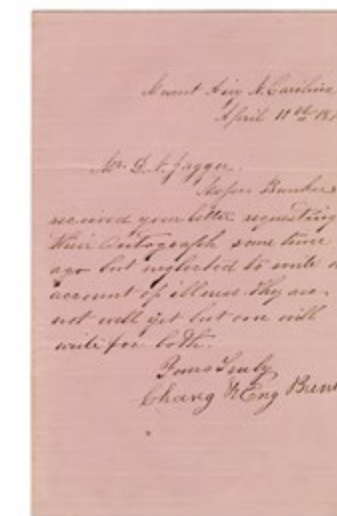 Mount Airy N. Carolina
April 11th 18
Mr. D. S. Jagger.
Messrs Bunkers
received your letter requesting
their autograph some time
ago but neglected to write on
account of illness. They are
not well yet but one will
write for both.
Yours Truly
Chang & Eng Bun